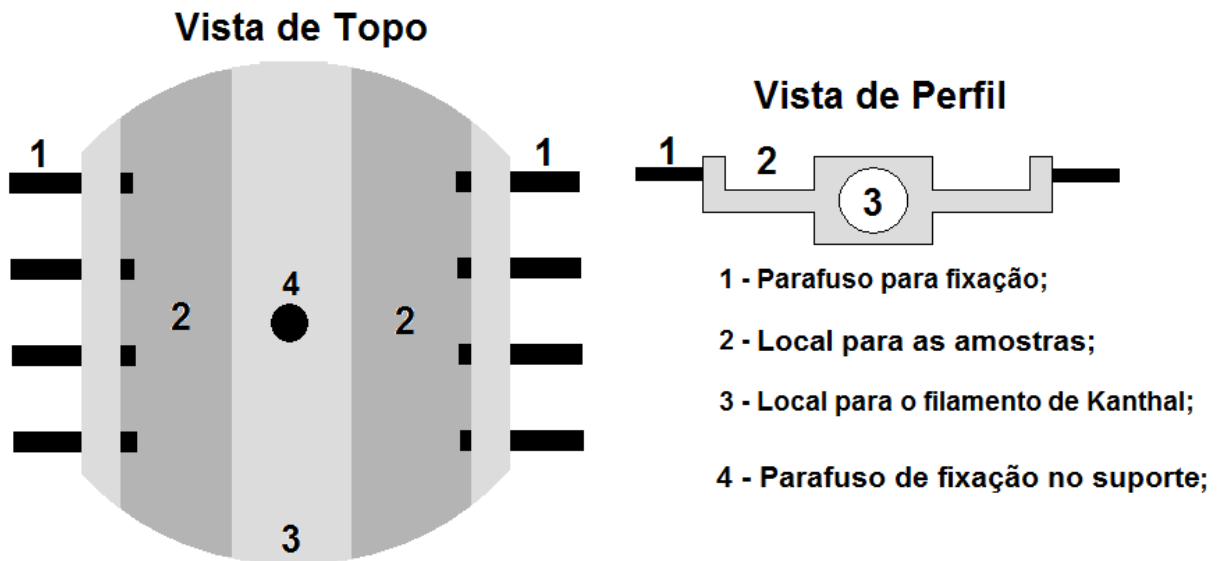 Vista de Topo
1
1
4
2
2
3
Vista de Perfil
1
2
3
1 - Parafuso para fixação;
2 - Local para as amostras;
3 - Local para o filamento de Kanthal;
4 - Parafuso de fixação no suporte;